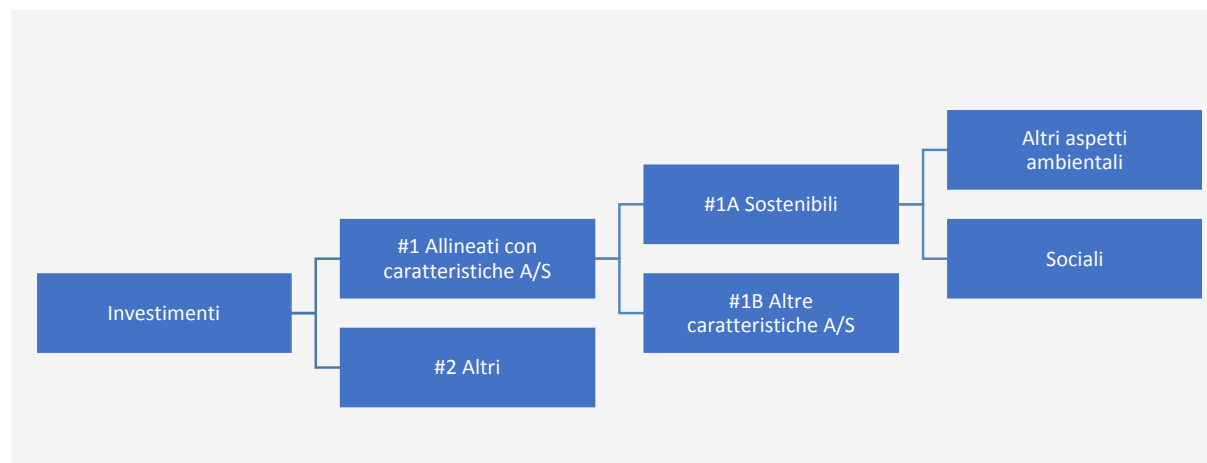 Investimenti
#1 Allineati con
caratteristiche A/S
#2 Altri
#1A Sostenibili
#1B Altre
caratteristiche A/S
Altri aspetti
ambientali
Sociali